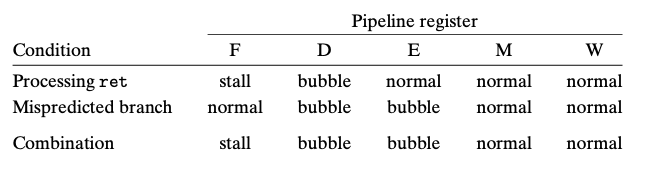 Pipeline register
Condition F D E M W
Processing ret stall bubble normal normal normal
Mispredicted branch normal bubble bubble normal normal
Combination stall bubble bubble normal normal